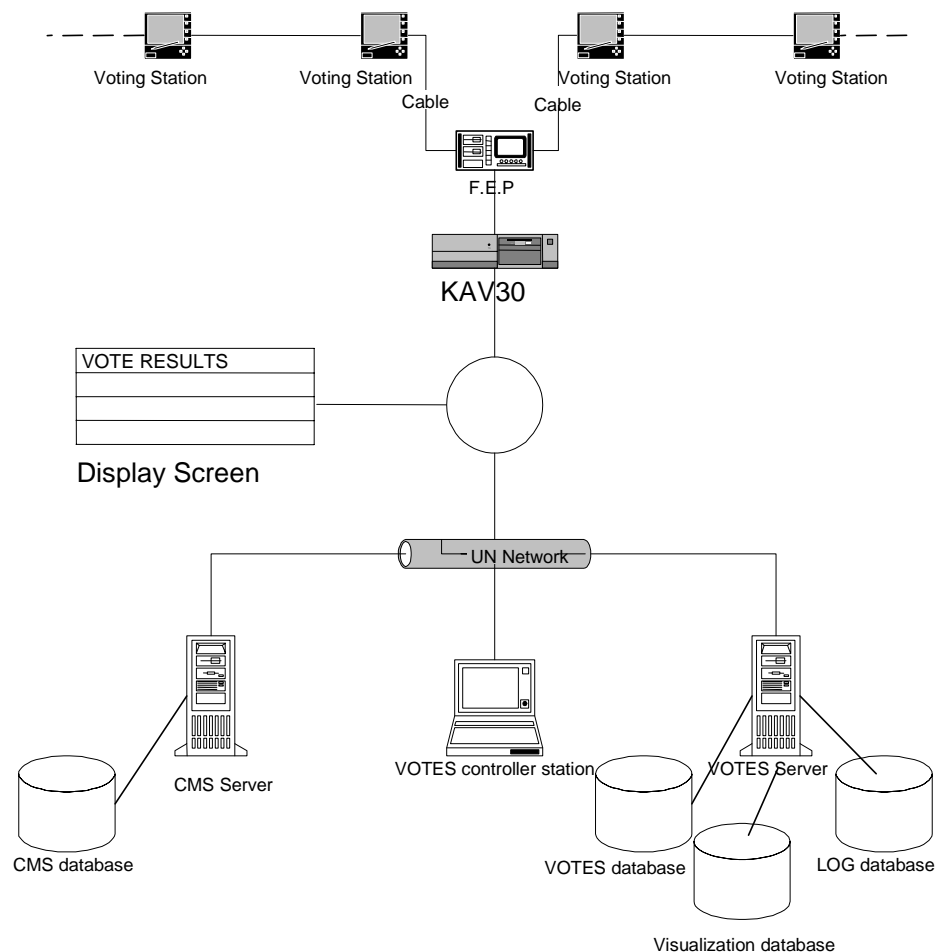 Voting Station
Voting Station
Voting Station
Voting Station
Cable
Cable
F.E.P
KAV30
VOTE RESULTS
Display Screen
UN Network
CMS Server
VOTES controller station
VOTES Server
CMS database
VOTES database
LOG database
Visualization database